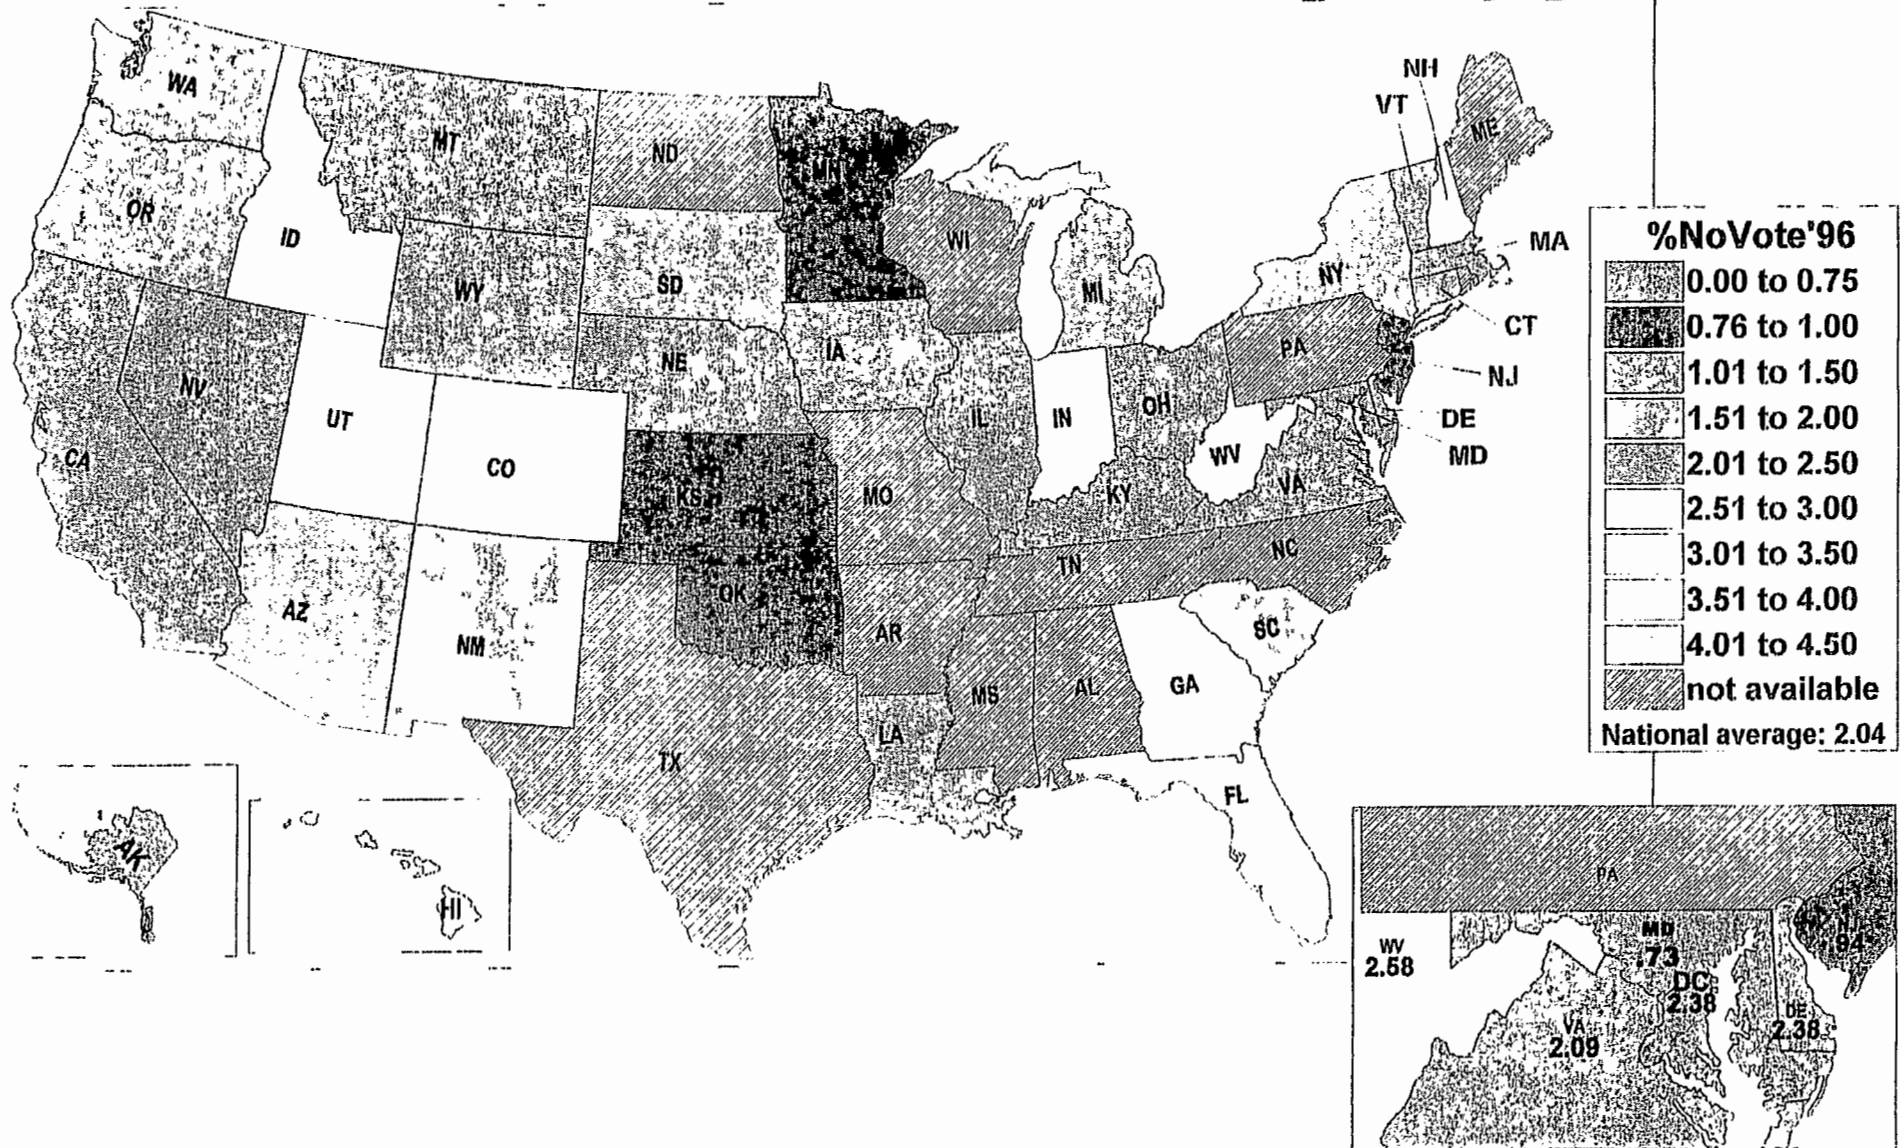 NH
VT
WA
MT
ND
MN
ME
OR
ID
WI
MA
WY
SD
MI
NY
CT
NV
NE
IA
PA
NJ
UT
IL
IN
OH
DE
CA
CO
KS
MO
WV
MD
KY
VA
TN
NC
AZ
NM
OK
AR
SC
MS
AL
GA
LA
TX
FL
AK
HI
%NoVote'96
0.00 to 0.75
0.76 to 1.00
1.01 to 1.50
1.51 to 2.00
2.01 to 2.50
2.51 to 3.00
3.01 to 3.50
3.51 to 4.00
4.01 to 4.50
not available
National average: 2.04
PA
WV
2.58
MD
.73
DC
2.38
NJ
.94
VA
2.09
DE
2.38